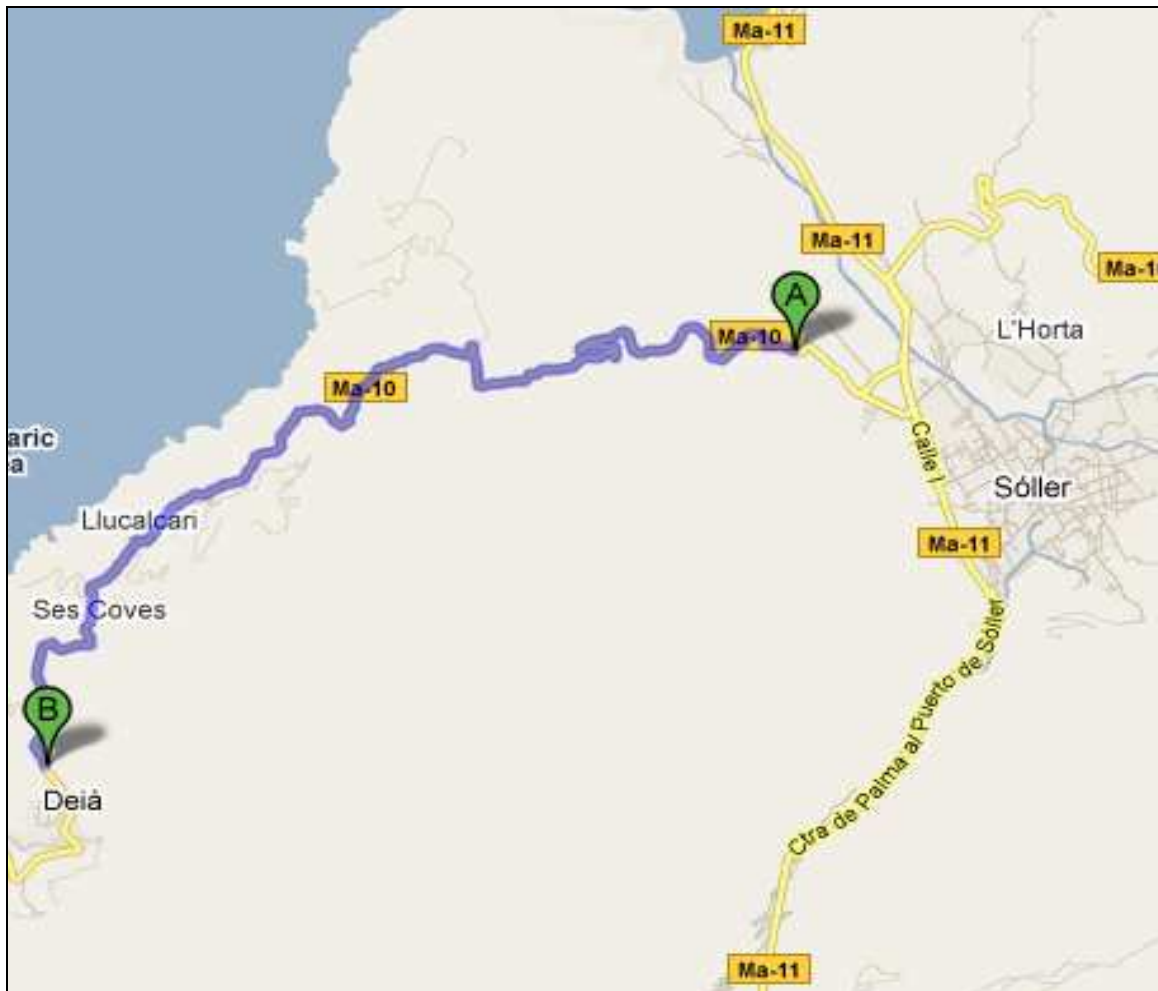 Ma-11
Ma-11
Ma-10
L'Horta
A
Ma-10
Ma-10
Calle I
Sóller
Llucalcari
Ma-11
Ses Coves
B
Deià
Ctra de Palma al Puerto de Sóller
Ma-11